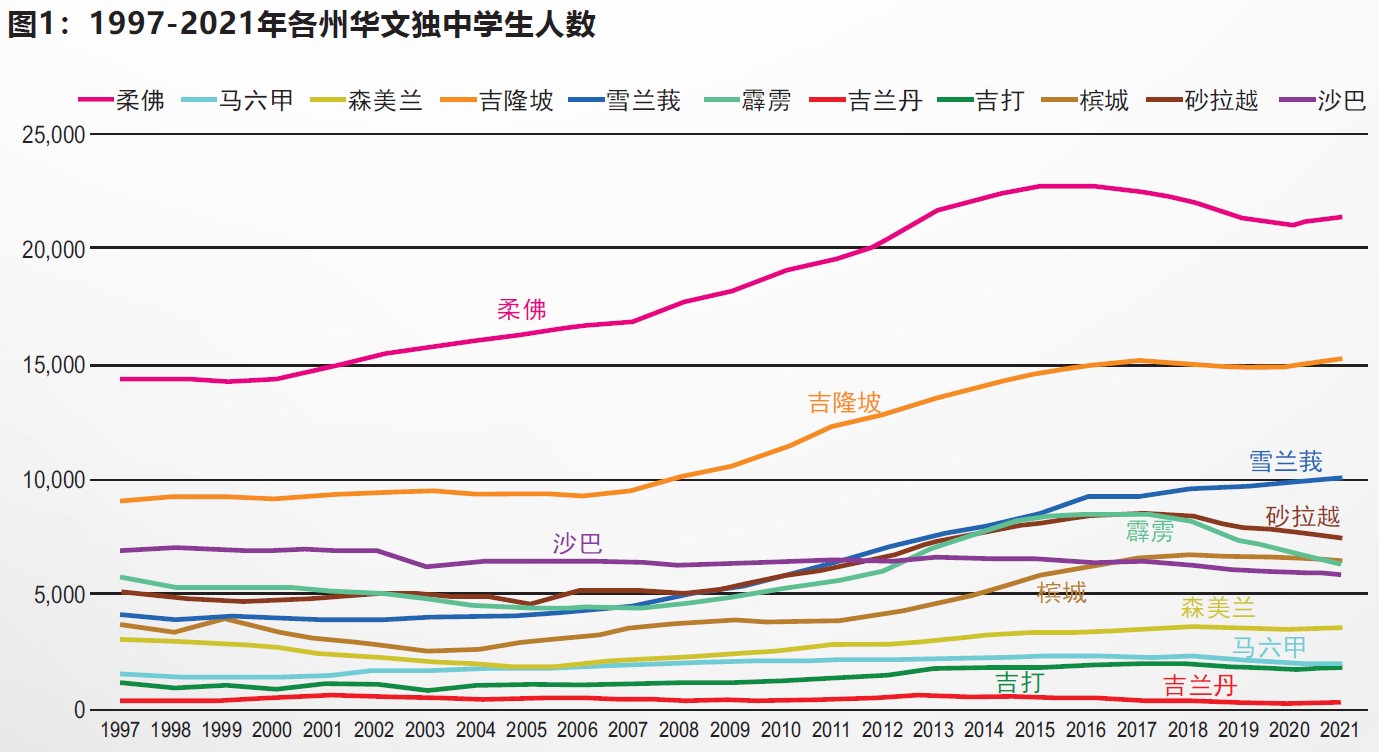 图1：1997-2021年各州华文独中学生人数
柔佛 马六甲 森美兰 吉隆坡 雪兰莪 霹雳 吉兰丹 吉打 槟城 砂拉越 沙巴
25,000
20,000
柔佛
15,000
吉隆坡
10,000
雪兰莪
砂拉越
霹雳
沙巴
5,000
槟城
森美兰
马六甲
吉打
吉兰丹
0
1997 1998 1999 2000 2001 2002 2003 2004 2005 2006 2007 2008 2009 2010 2011 2012 2013 2014 2015 2016 2017 2018 2019 2020 2021